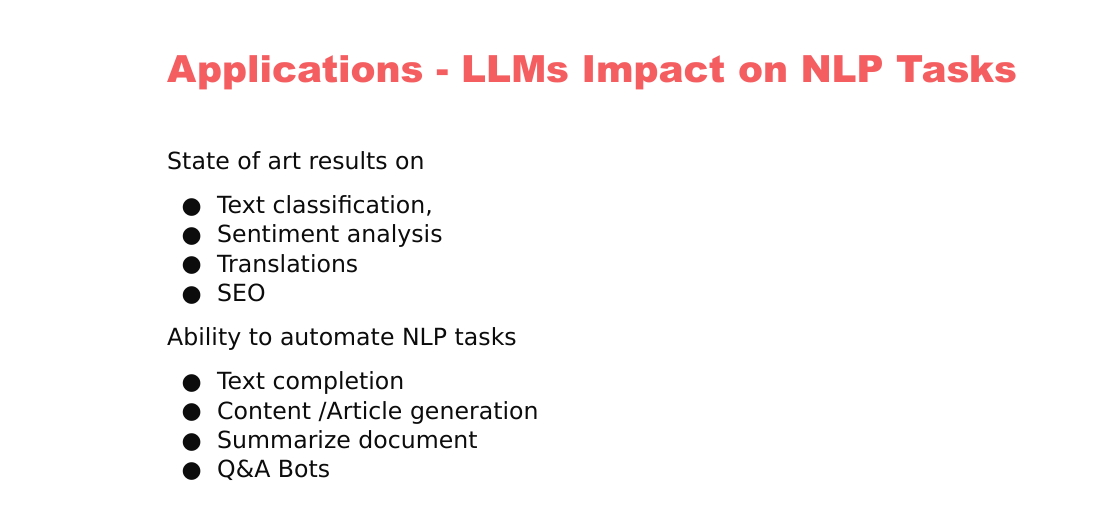 Applications - LLMs Impact on NLP Tasks
State of art results on
● Text classification,
● Sentiment analysis
● Translations
● SEO
Ability to automate NLP tasks
● Text completion
● Content /Article generation
● Summarize document
● Q&A Bots